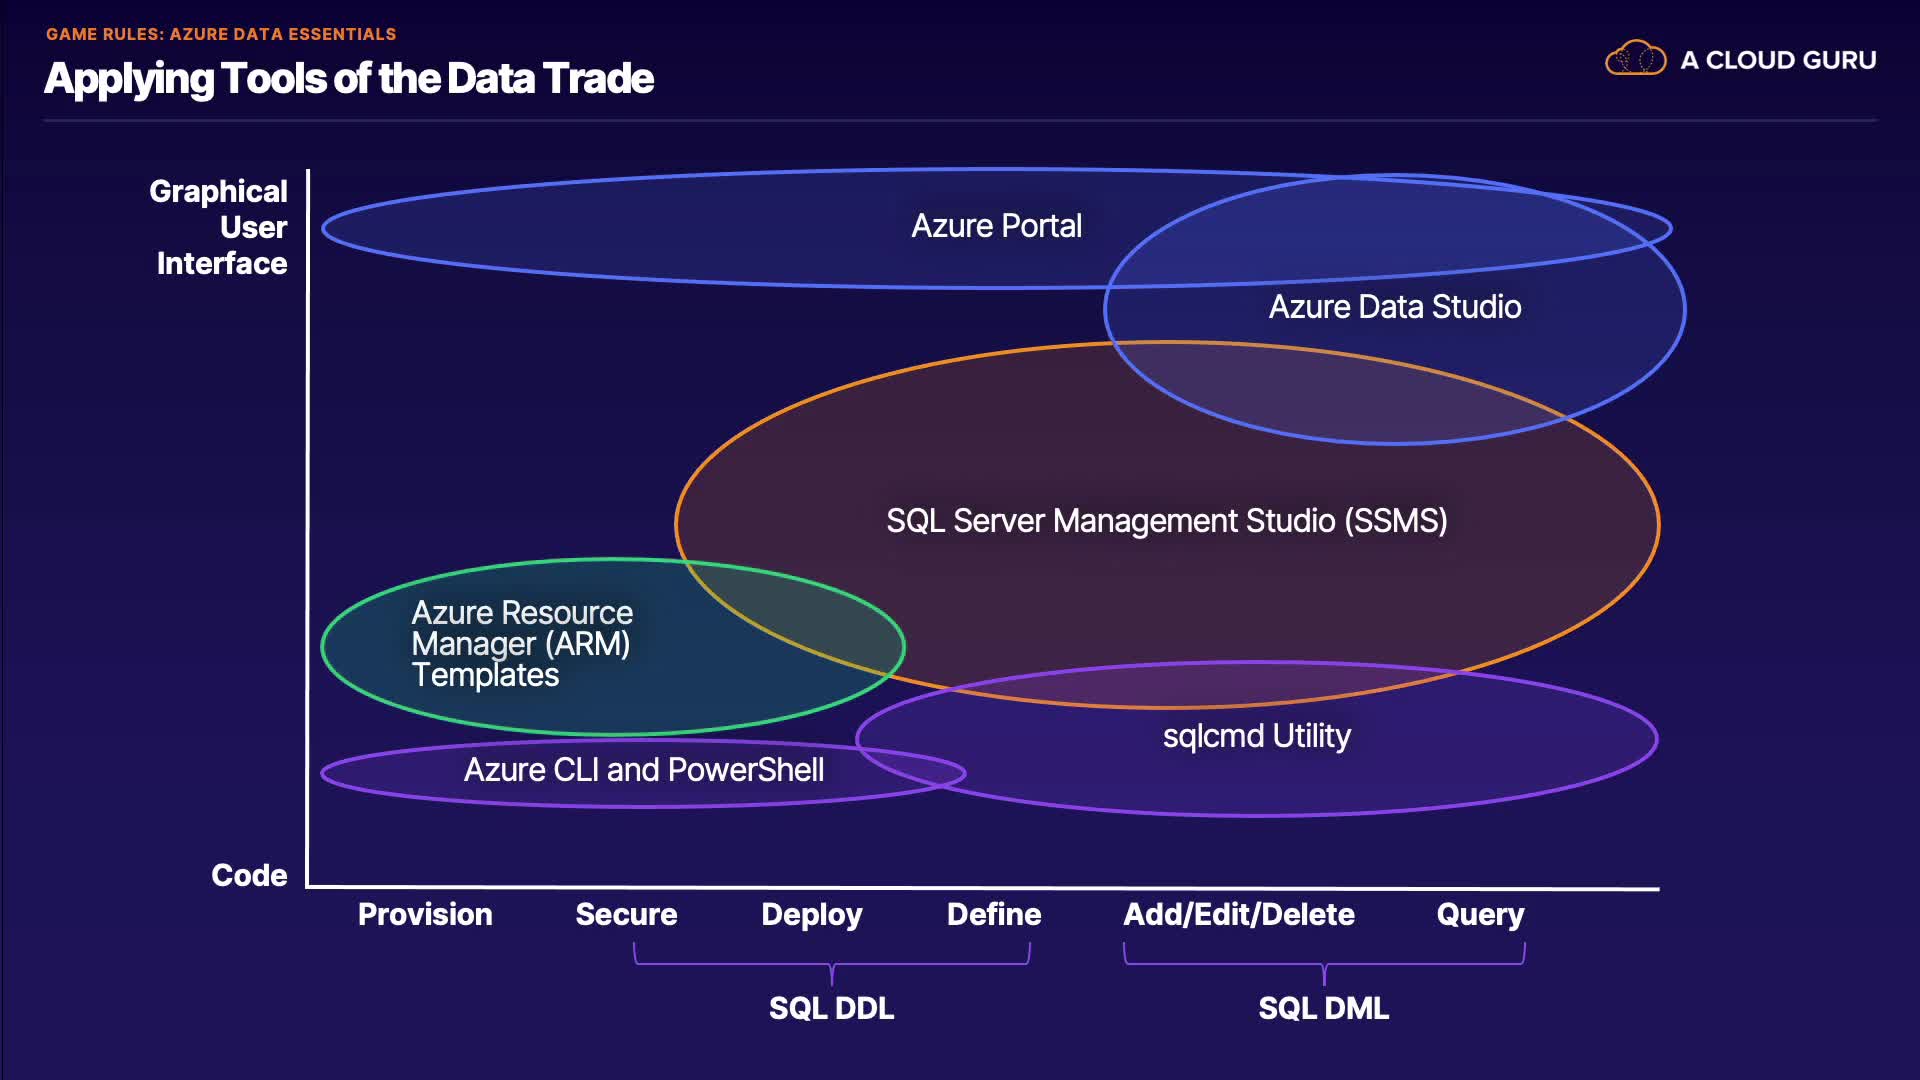 GAME RULES: AZURE DATA ESSENTIALS
Applying Tools of the Data Trade
A CLOUD GURU
Graphical
User
Interface
Azure Portal
Azure Data Studio
SQL Server Management Studio (SSMS)
Azure Resource
Manager (ARM)
Templates
sqlcmd Utility
Azure CLI and PowerShell
Code
Provision
Secure
Deploy
Define
Add/Edit/Delete
Query
SQL DDL
SQL DML